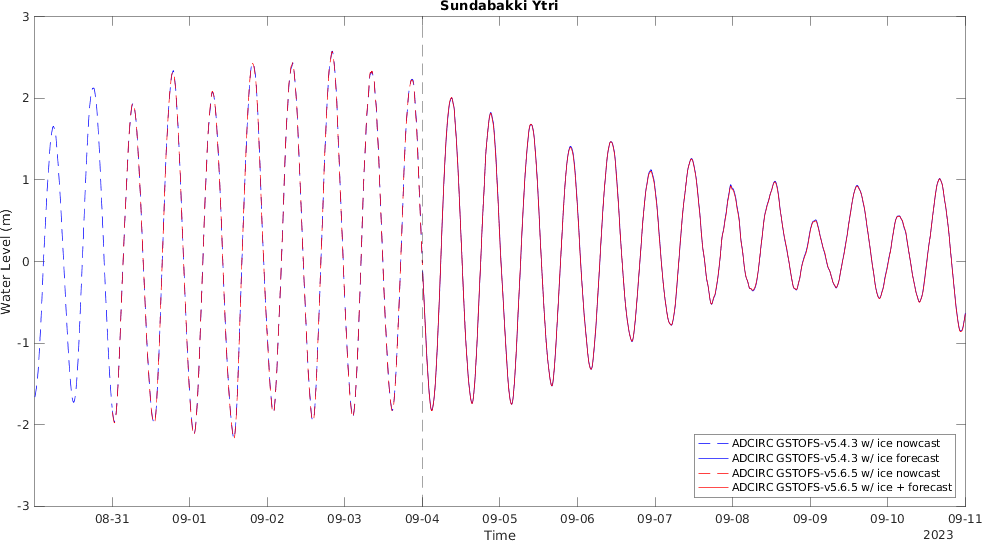 Sundabakki Ytri
3
2
1
0
-1
-2
-3
Water Level (m)
ADCIRC GSTOFS-v5.4.3 w/ ice nowcast
ADCIRC GSTOFS-v5.4.3 w/ ice forecast
ADCIRC GSTOFS-v5.6.5 w/ ice nowcast
ADCIRC GSTOFS-v5.6.5 w/ ice + forecast
08-31 09-01 09-02 09-03 09-04 09-05 09-06 09-07 09-08 09-09 09-10 09-11
Time
2023